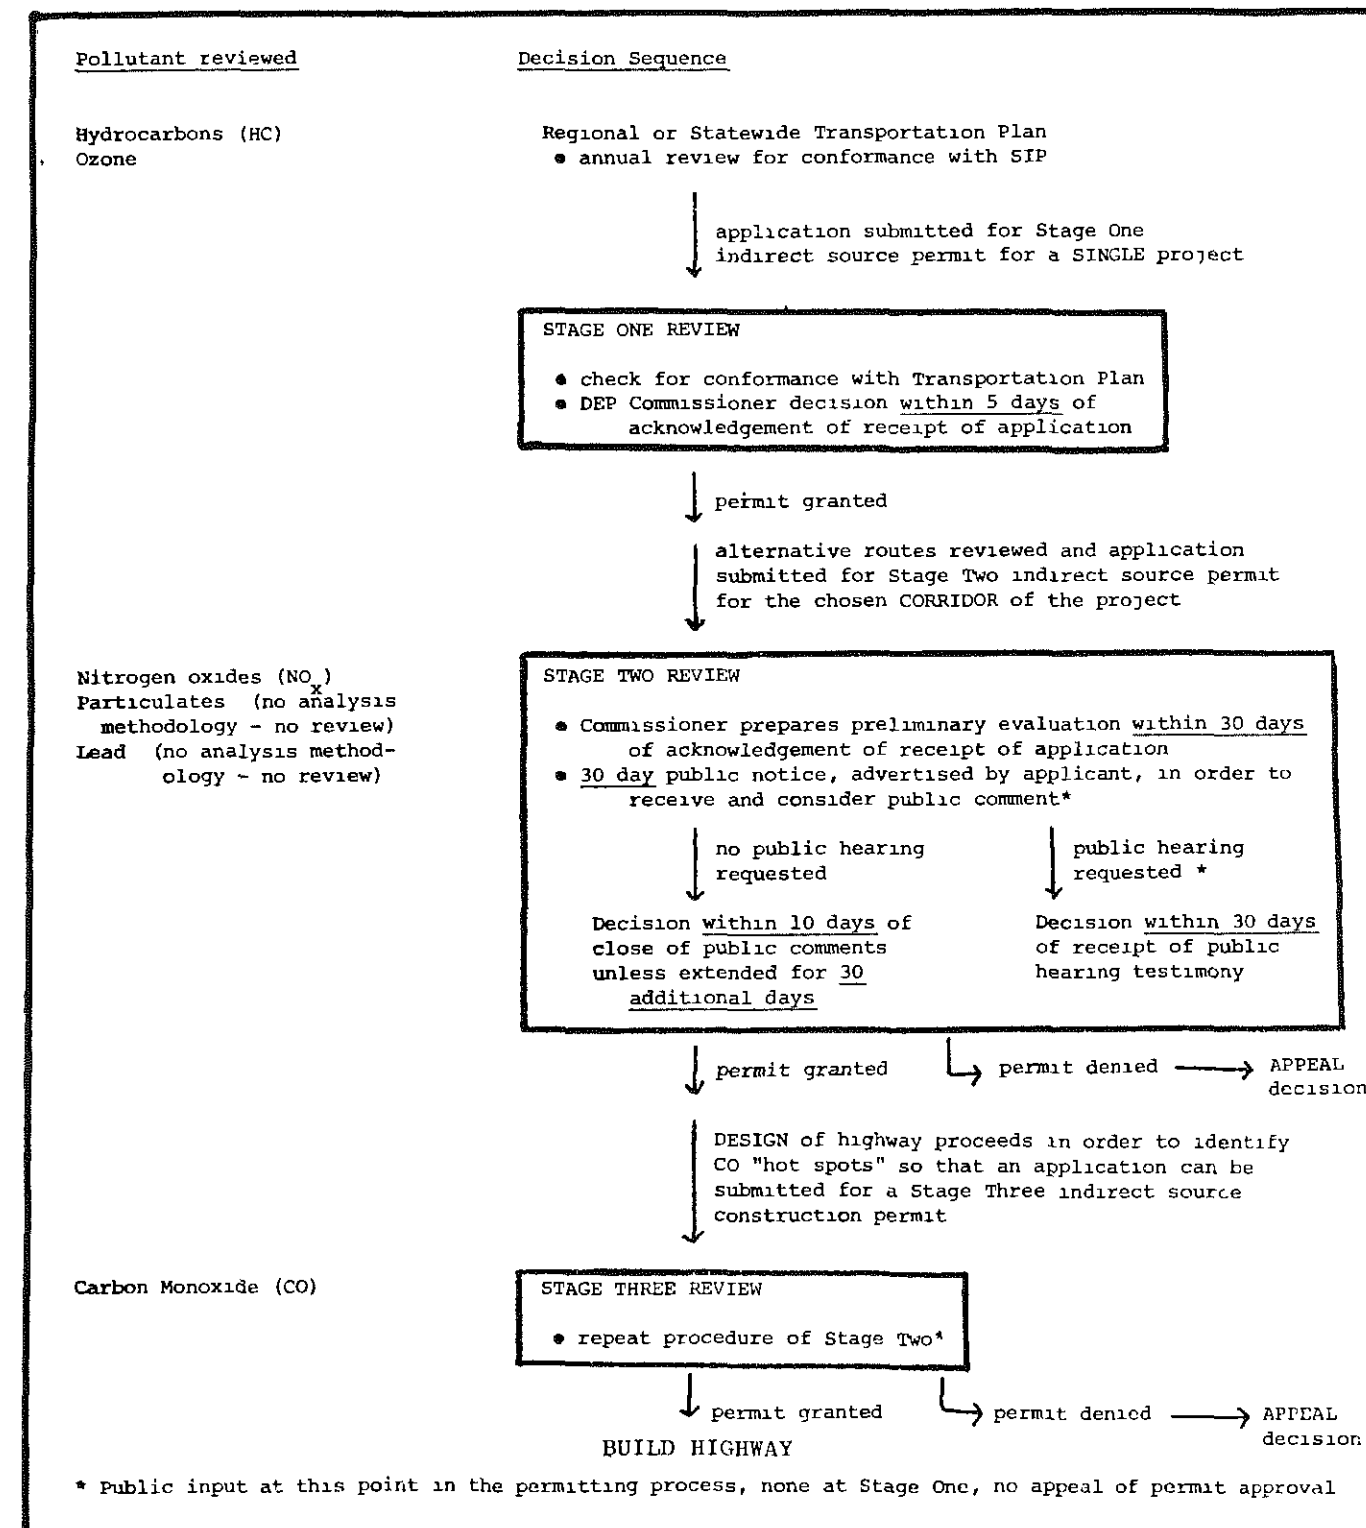 Pollutant reviewed
Decision Sequence
Hydrocarbons (HC)
Ozone
Regional or Statewide Transportation Plan
• annual review for conformance with SIP
application submitted for Stage One
indirect source permit for a SINGLE project
STAGE ONE REVIEW
• check for conformance with Transportation Plan
• DEP Commissioner decision within 5 days of
acknowledgement of receipt of application
permit granted
alternative routes reviewed and application
submitted for Stage Two indirect source permit
for the chosen CORRIDOR of the project
Nitrogen oxides (NOx)
Particulates (no analysis
methodology - no review)
Lead (no analysis method-
ology - no review)
STAGE TWO REVIEW
• Commissioner prepares preliminary evaluation within 30 days
of acknowledgement of receipt of application
• 30 day public notice, advertised by applicant, in order to
receive and consider public comment*
no public hearing
requested
public hearing
requested *
Decision within 10 days of
close of public comments
unless extended for 30
additional days
Decision within 30 days
of receipt of public
hearing testimony
permit granted
permit denied
APPEAL
decision
DESIGN of highway proceeds in order to identify
CO "hot spots" so that an application can be
submitted for a Stage Three indirect source
construction permit
Carbon Monoxide (CO)
STAGE THREE REVIEW
• repeat procedure of Stage Two*
permit granted
permit denied
APPEAL
decision
BUILD HIGHWAY
* Public input at this point in the permitting process, none at Stage One, no appeal of permit approval